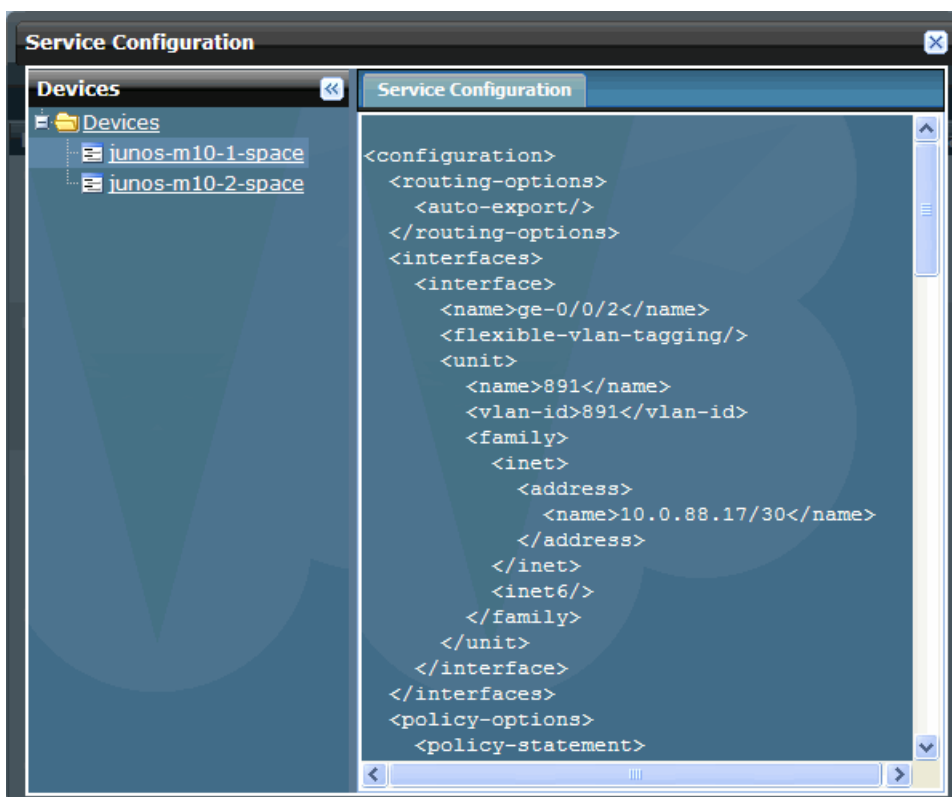 Service Configuration
Devices
Devices
junos-m10-1-space
junos-m10-2-space
Service Configuration
<configuration>
  <routing-options>
    <auto-export/>
  </routing-options>
  <interfaces>
    <interface>
      <name>ge-0/0/2</name>
      <flexible-vlan-tagging/>
      <unit>
        <name>891</name>
        <vlan-id>891</vlan-id>
        <family>
          <inet>
            <address>
              <name>10.0.88.17/30</name>
            </address>
          </inet>
          <inet6/>
        </family>
      </unit>
    </interface>
  </interfaces>
  <policy-options>
    <policy-statement>